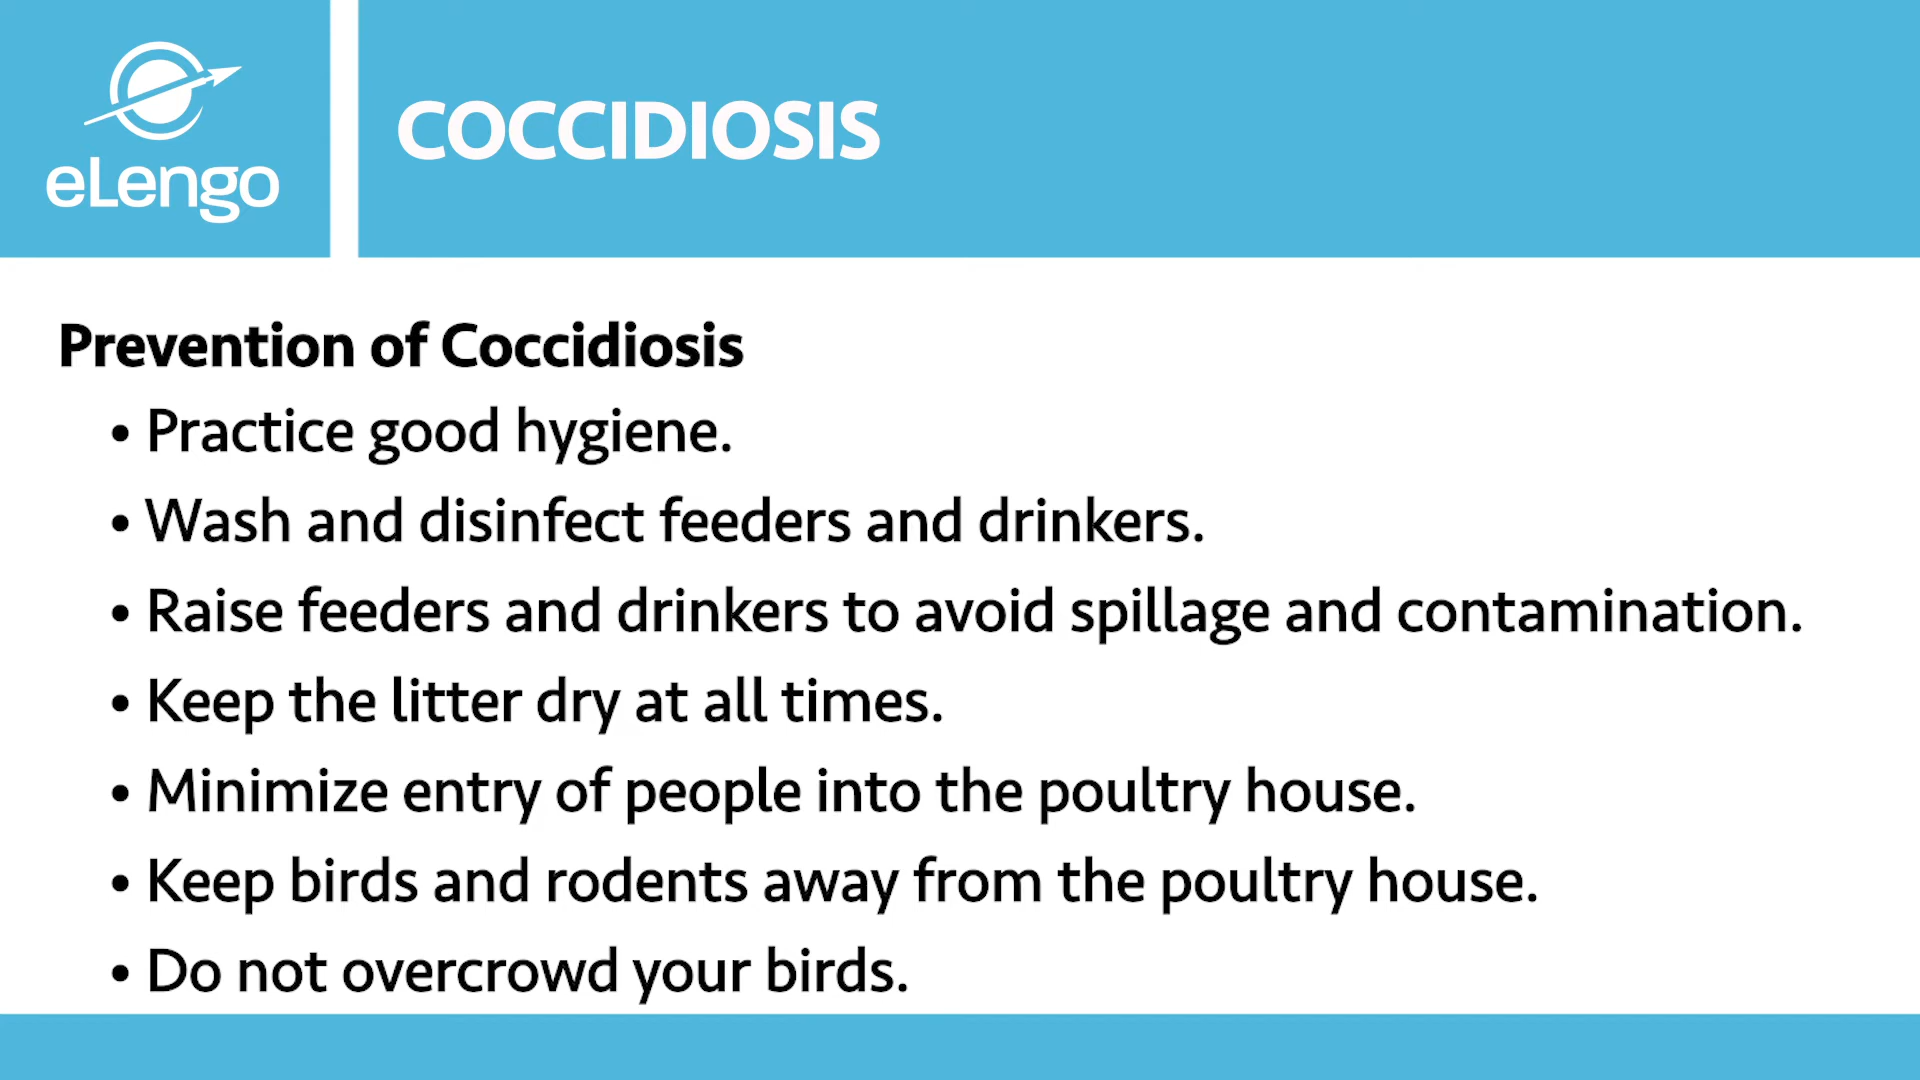 eLengo
COCCIDIOSIS
Prevention of Coccidiosis
• Practice good hygiene.
• Wash and disinfect feeders and drinkers.
• Raise feeders and drinkers to avoid spillage and contamination.
• Keep the litter dry at all times.
• Minimize entry of people into the poultry house.
• Keep birds and rodents away from the poultry house.
• Do not overcrowd your birds.